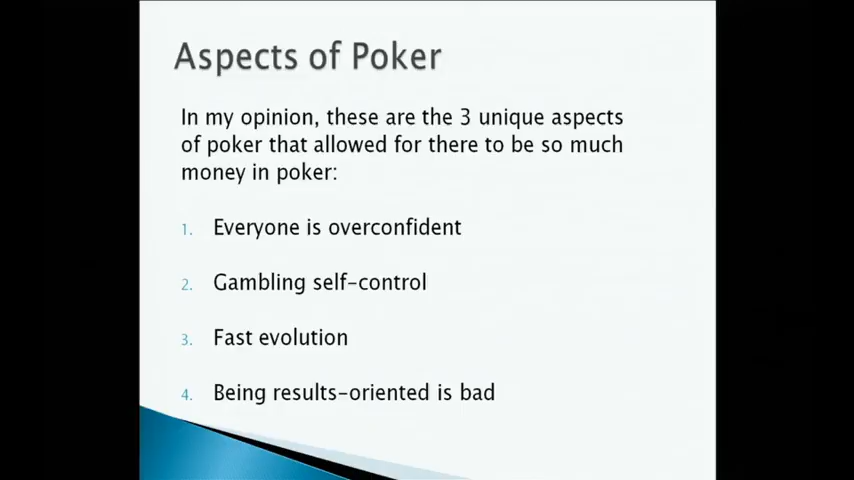 Aspects of Poker
In my opinion, these are the 3 unique aspects
of poker that allowed for there to be so much
money in poker:
1. Everyone is overconfident
2. Gambling self-control
3. Fast evolution
4. Being results-oriented is bad